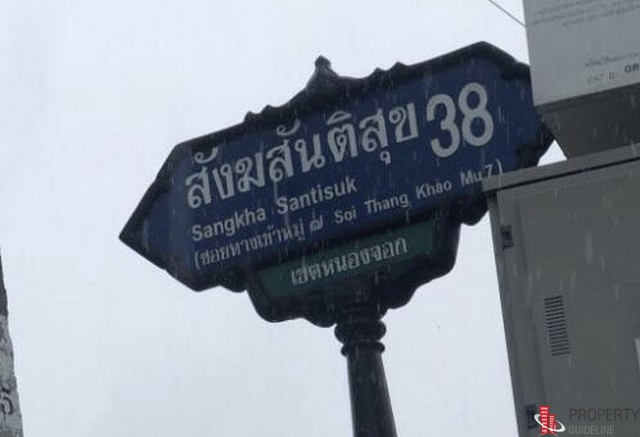 สังฆสันติสุข 38
Sangkha Santisuk
(ซอยทางเข้าหมู่ ๗ Soi Thang Khao Mu 7)
เขตหนองจอก
PROPERTY
GUIDELINE